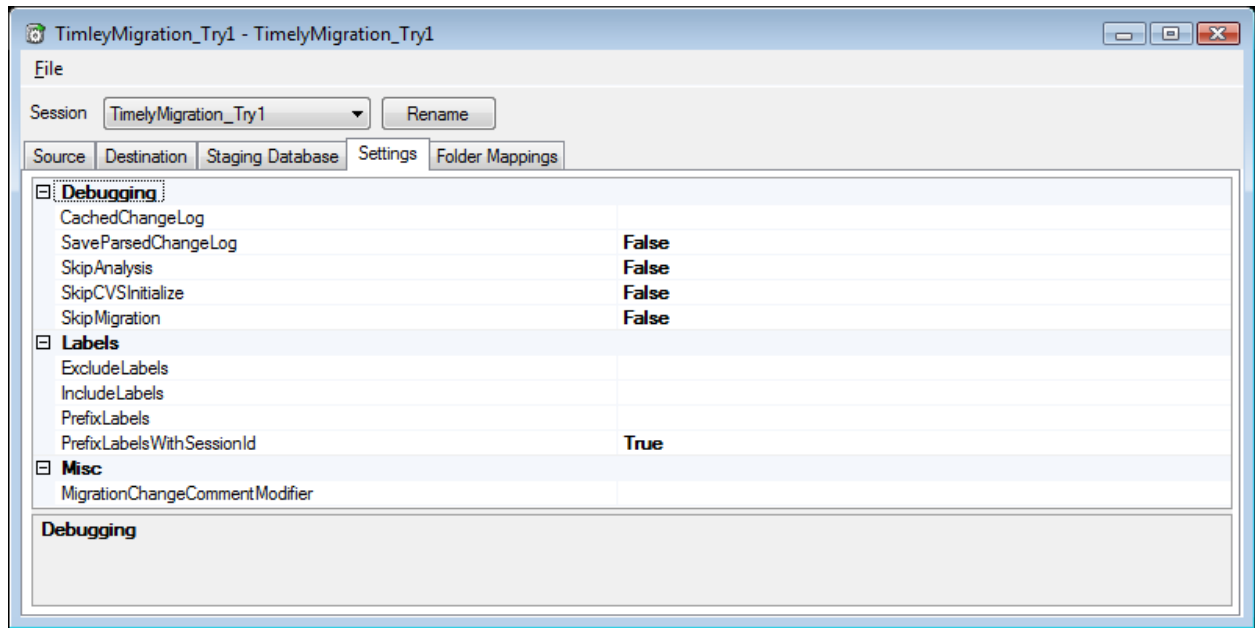 TimleyMigration_Try1 - TimelyMigration_Try1
File
Session TimelyMigration_Try1 Rename
Source Destination Staging Database Settings Folder Mappings
Debugging
CachedChangeLog
SaveParsedChangeLog False
SkipAnalysis False
SkipCVSInitialize False
SkipMigration False
Labels
ExcludeLabels
IncludeLabels
PrefixLabels
PrefixLabelsWithSessionId True
Misc
MigrationChangeCommentModifier
Debugging